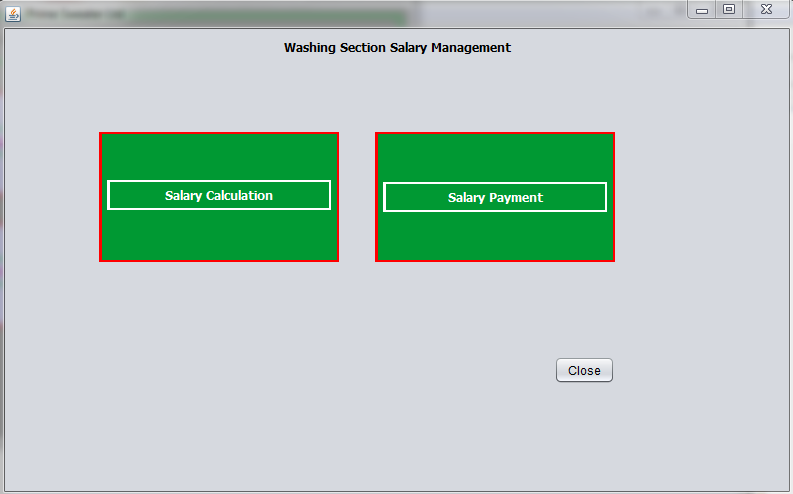 Washing Section Salary Management
Salary Calculation
Salary Payment
Close